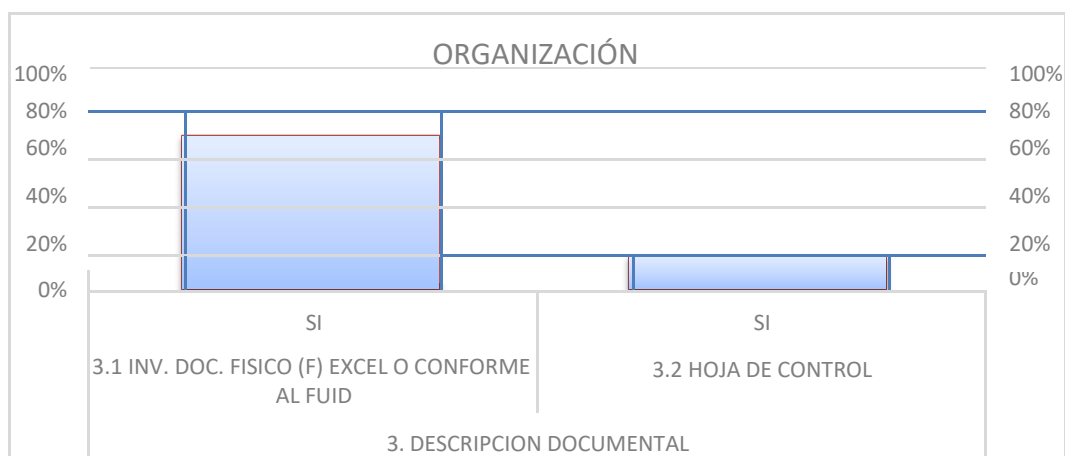 ORGANIZACIÓN
100% 100%
80% 80%
60% 60%
40% 40%
20% 20%
0% 0%
SI SI
3.1 INV. DOC. FISICO (F) EXCEL O CONFORME
AL FUID
3.2 HOJA DE CONTROL
3. DESCRIPCION DOCUMENTAL